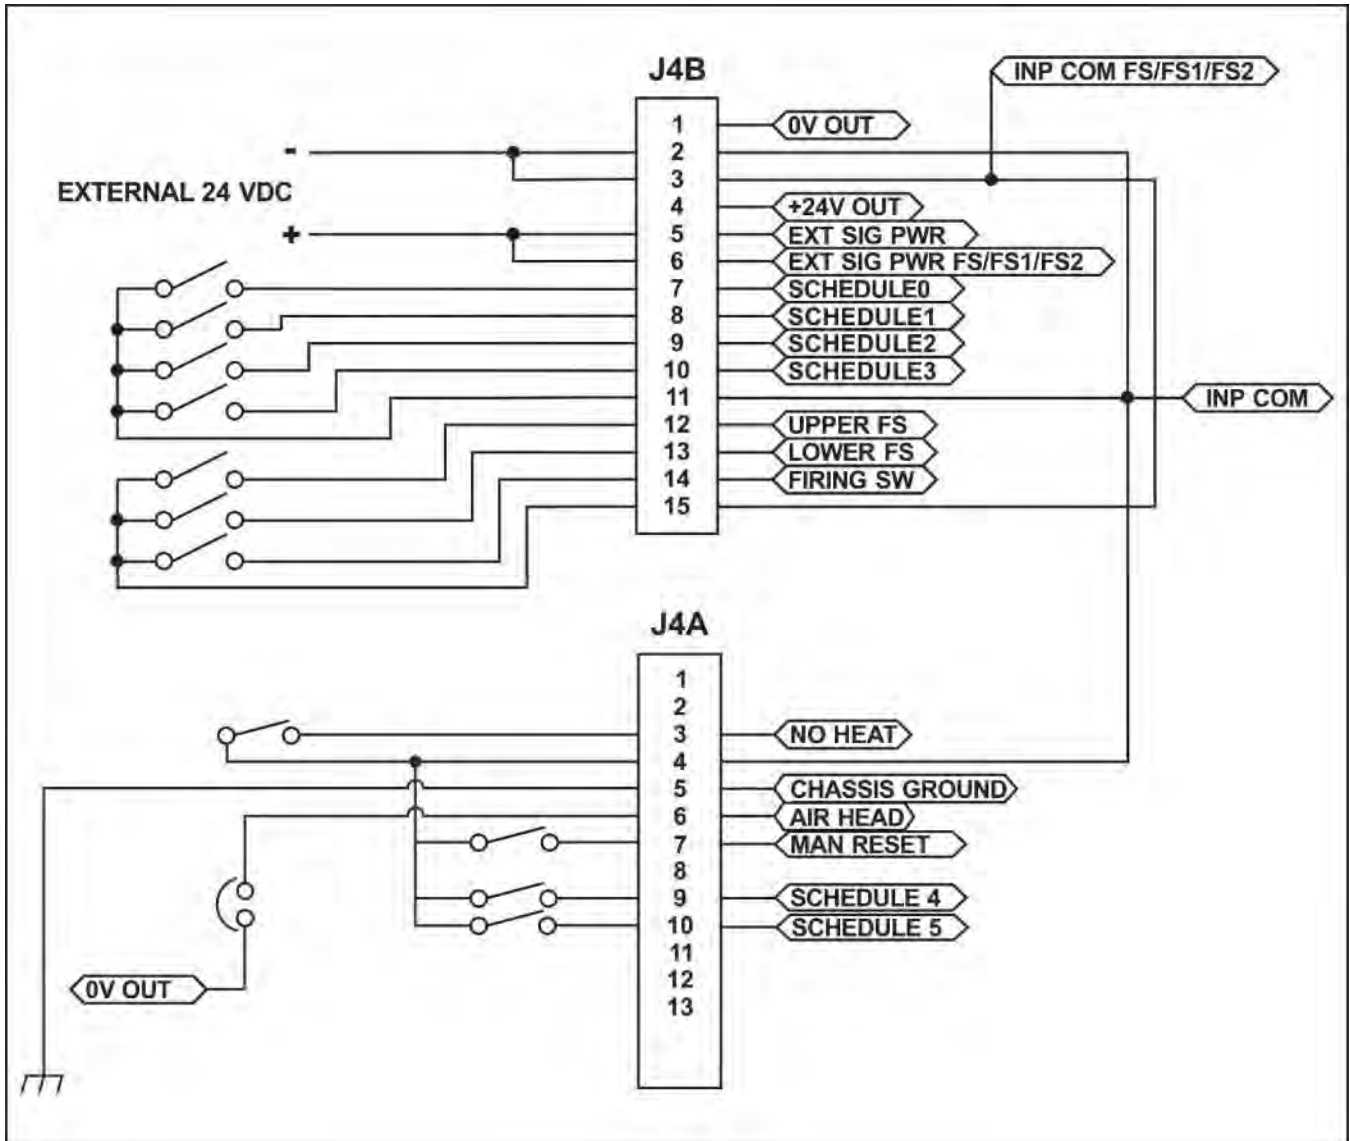 J4B
INP COM FS/FS1/FS2
1 0V OUT
- 2
3
EXTERNAL 24 VDC
4 +24V OUT
+ 5 EXT SIG PWR
6 EXT SIG PWR FS/FS1/FS2
7 SCHEDULE0
8 SCHEDULE1
9 SCHEDULE2
10 SCHEDULE3
11 INP COM
12 UPPER FS
13 LOWER FS
14 FIRING SW
15
J4A
1
2
3 NO HEAT
4
5 CHASSIS GROUND
6 AIR HEAD
7 MAN RESET
8
9 SCHEDULE 4
10 SCHEDULE 5
11
12
0V OUT
13